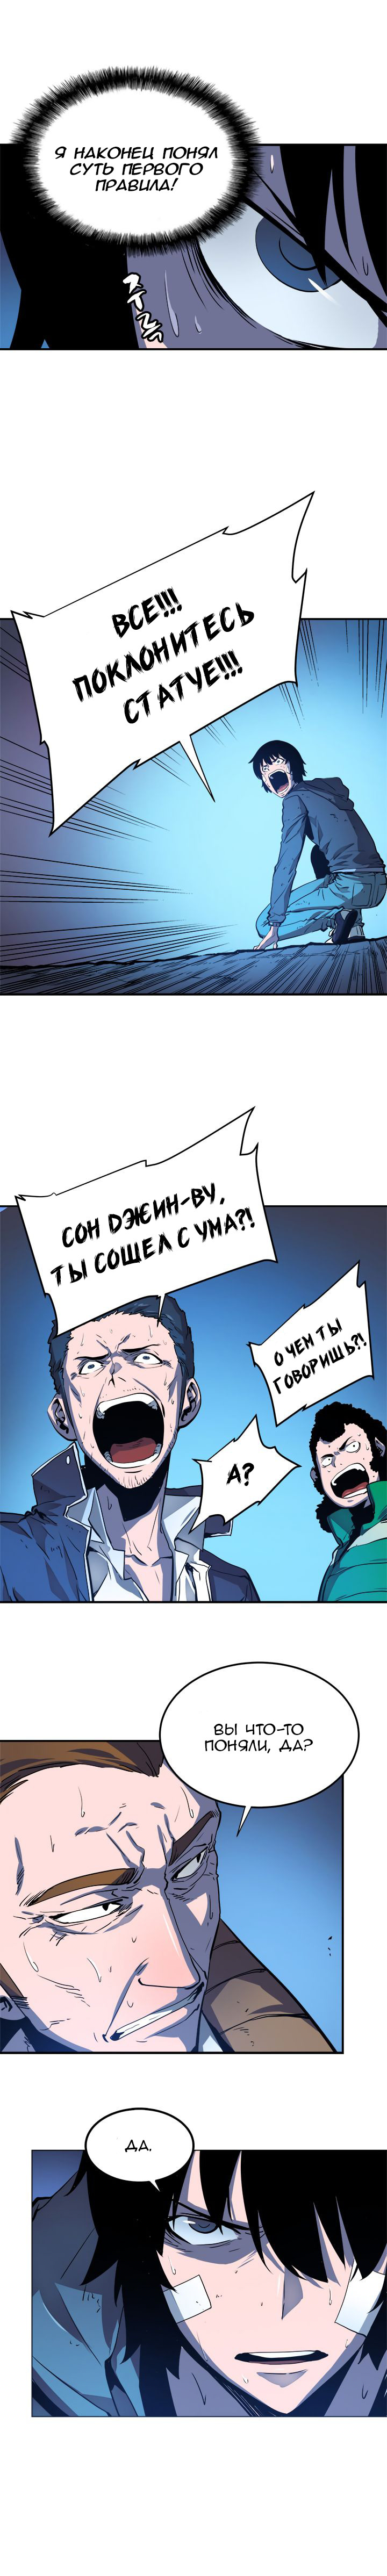 Я НАКОНЕЦ ПОНЯЛ
СУТЬ ПЕРВОГО
ПРАВИЛА!
ВСЕ!!!
ПОКЛОНИТЕСЬ
СТАТУЕ!!!
СОН ДЖИН-ВУ,
ТЫ СОШЕЛ С УМА?!
О ЧЕМ ТЫ
ГОВОРИШЬ?!
А?
ВЫ ЧТО-ТО
ПОНЯЛИ, ДА?
ДА.